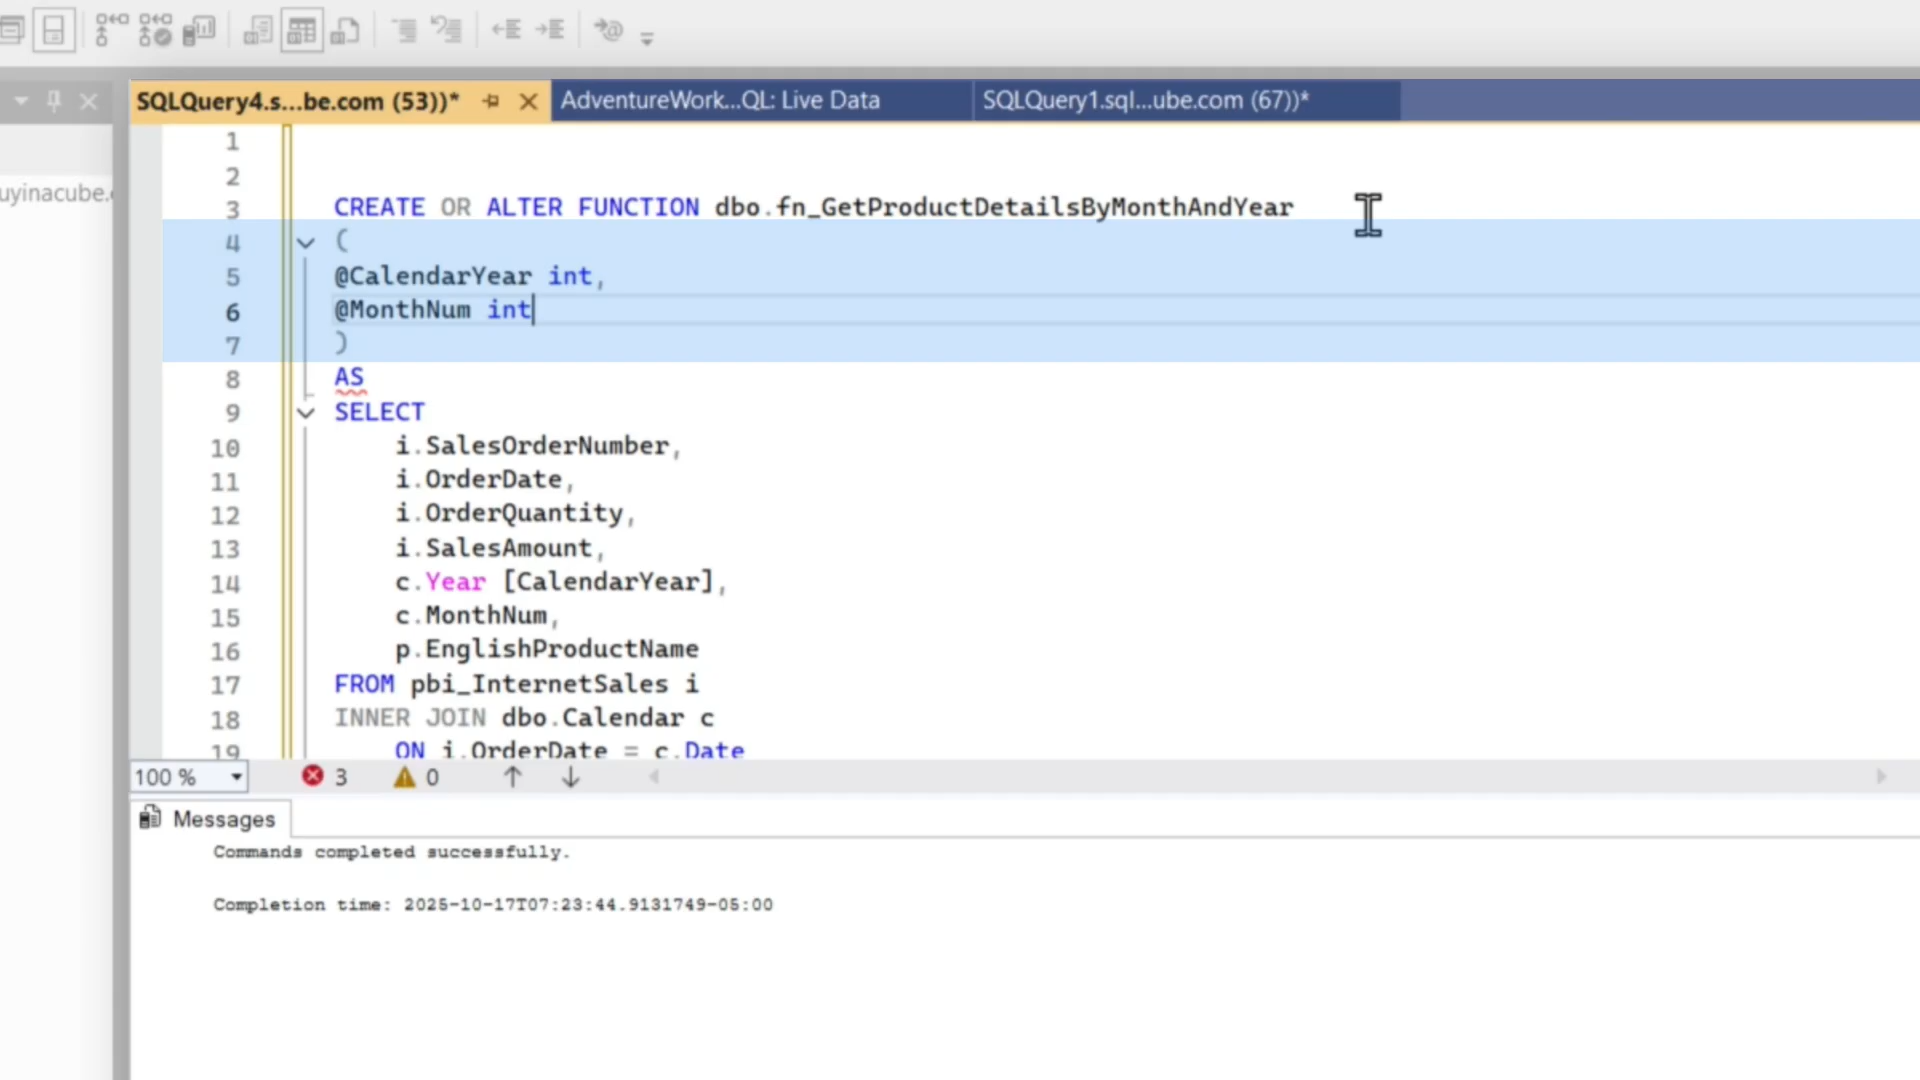 SQLQuery4.s...be.com (53))*
AdventureWork...QL: Live Data
SQLQuery1.sql...ube.com (67))*
1
2
3 CREATE OR ALTER FUNCTION dbo.fn_GetProductDetailsByMonthAndYear
4 (
5 @CalendarYear int,
6 @MonthNum int
7 )
8 AS
9 SELECT
10 i.SalesOrderNumber,
11 i.OrderDate,
12 i.OrderQuantity,
13 i.SalesAmount,
14 c.Year [CalendarYear],
15 c.MonthNum,
16 p.EnglishProductName
17 FROM pbi_InternetSales i
18 INNER JOIN dbo.Calendar c
19 ON i.OrderDate = c.Date
100 %
3
0
Messages
Commands completed successfully.
Completion time: 2025-10-17T07:23:44.9131749-05:00